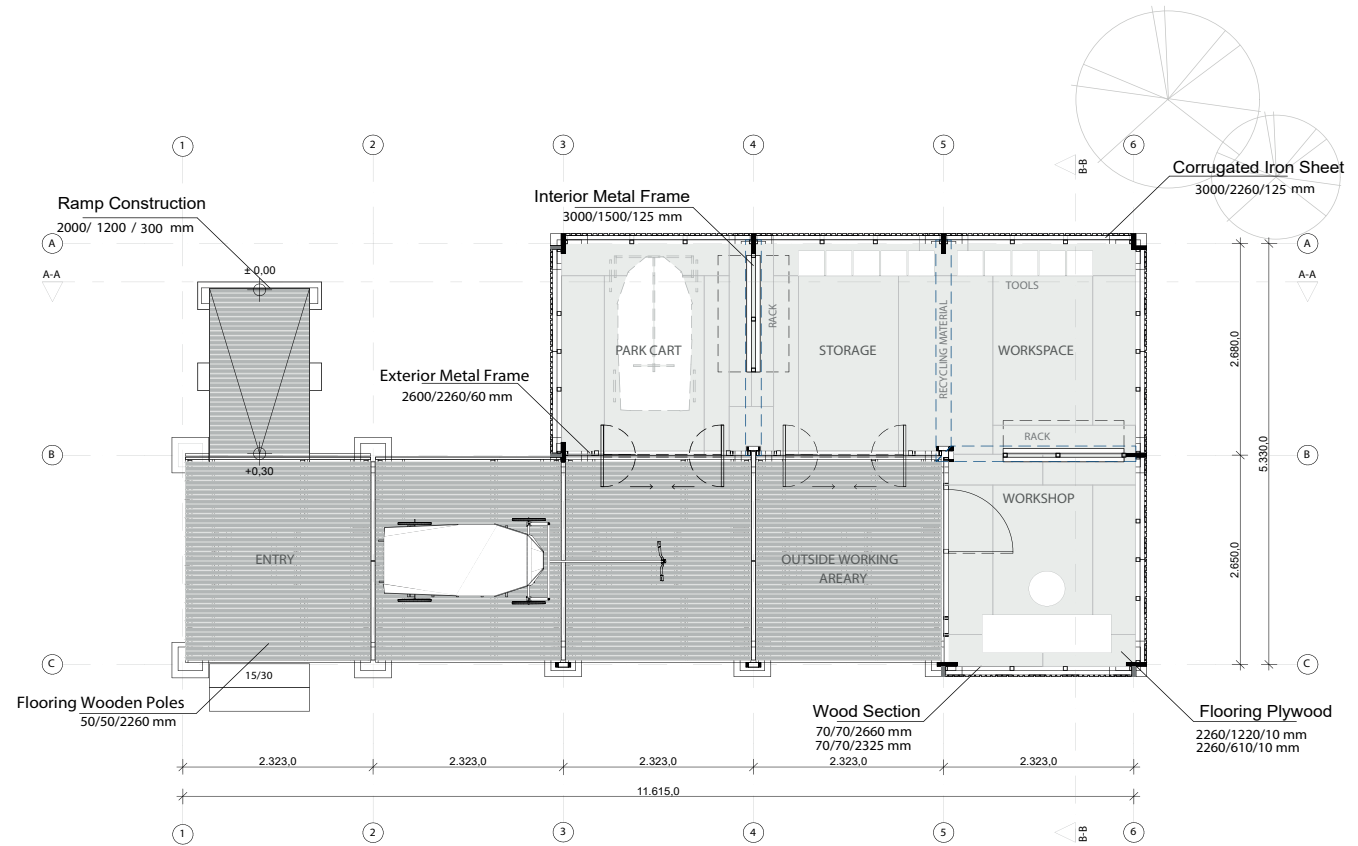 1
2
3
4
5
6
B-B
Corrugated Iron Sheet
3000/2260/125 mm
Ramp Construction
2000/ 1200 / 300 mm
Interior Metal Frame
3000/1500/125 mm
A
A
A-A
A-A
± 0,00
TOOLS
RACK
RECYCLING MATERIAL
PARK CART
STORAGE
WORKSPACE
2.680,0
Exterior Metal Frame
2600/2260/60 mm
RACK
B
B
+0,30
5.330,0
WORKSHOP
ENTRY
OUTSIDE WORKING
AREARY
2.650,0
C
C
15/30
Flooring Wooden Poles
50/50/2260 mm
Wood Section
70/70/2660 mm
70/70/2325 mm
Flooring Plywood
2260/1220/10 mm
2260/610/10 mm
2.323,0
2.323,0
2.323,0
2.323,0
2.323,0
11.615,0
1
2
3
4
5
B-B
6